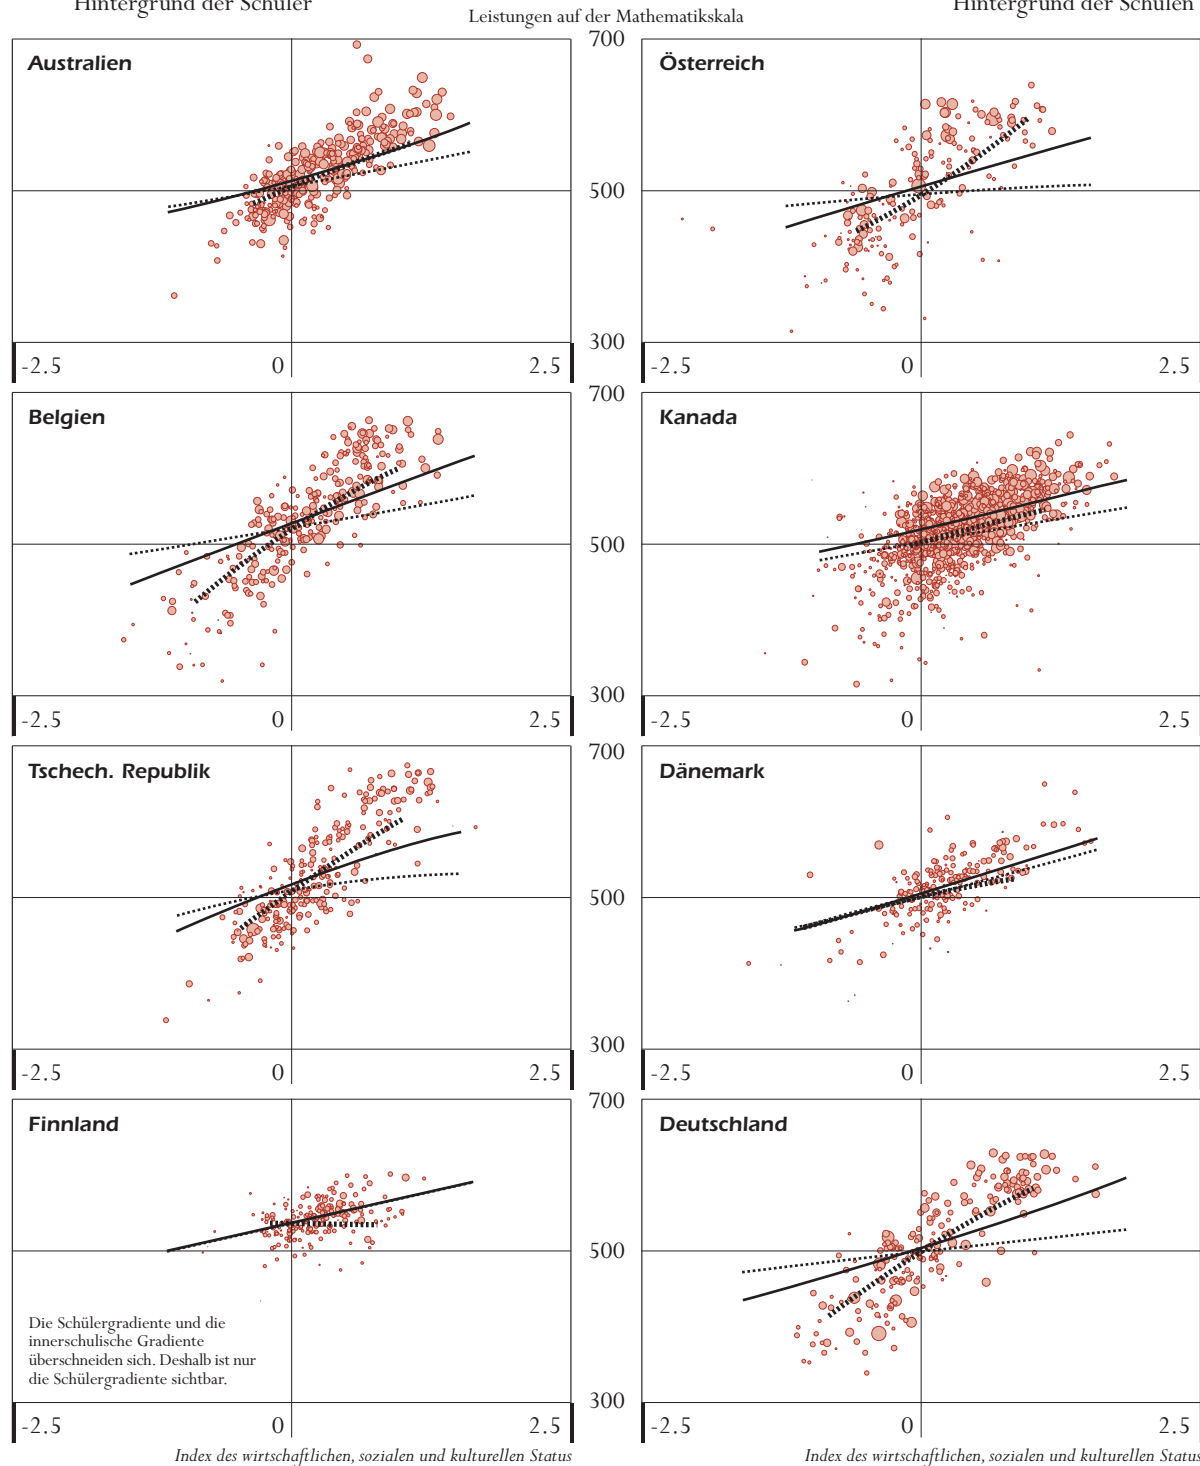 Hintergrund der Schüler
Hintergrund der Schulen
Leistungen auf der Mathematikskala
700
Australien
Österreich
500
300
-2.5 0 2.5
-2.5 0 2.5
700
Belgien
Kanada
500
300
-2.5 0 2.5
-2.5 0 2.5
700
Tschech. Republik
Dänemark
500
300
-2.5 0 2.5
-2.5 0 2.5
700
Finnland
Deutschland
500
Die Schülergradiente und die
innerschulische Gradiente
überschneiden sich. Deshalb ist nur
die Schülergradiente sichtbar.
300
-2.5 0 2.5
-2.5 0 2.5
Index des wirtschaftlichen, sozialen und kulturellen Status
Index des wirtschaftlichen, sozialen und kulturellen Status